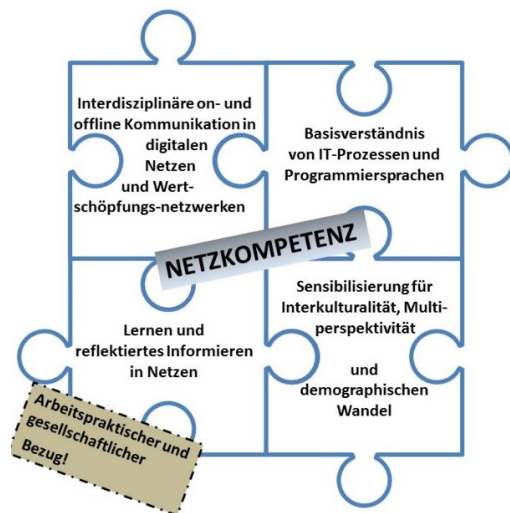 Interdisziplinäre on- und
offline Kommunikation in
digitalen
Netzen
und Wert-
schöpfungs-netzwerken
Basisverständnis
von IT-Prozessen und
Programmiersprachen
NETZKOMPETENZ
Lernen und
reflektiertes Informieren
in Netzen
Sensibilisierung für
Interkulturalität, Multi-
perspektivität
und
demographischen
Wandel
Arbeitspraktischer und
gesellschaftlicher
Bezug!